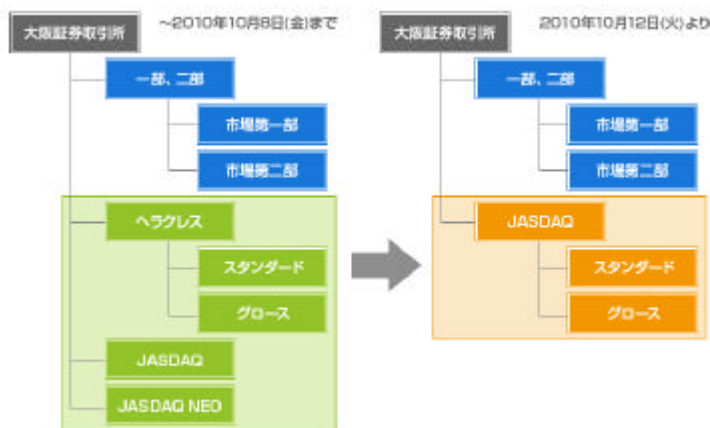 大阪証券取引所
～2010年10月8日(金)まで
一部、二部
市場第一部
市場第二部
ヘラクレス
スタンダード
グロース
JASDAQ
JASDAQ NEO
大阪証券取引所
2010年10月12日(火)より
一部、二部
市場第一部
市場第二部
JASDAQ
スタンダード
グロース